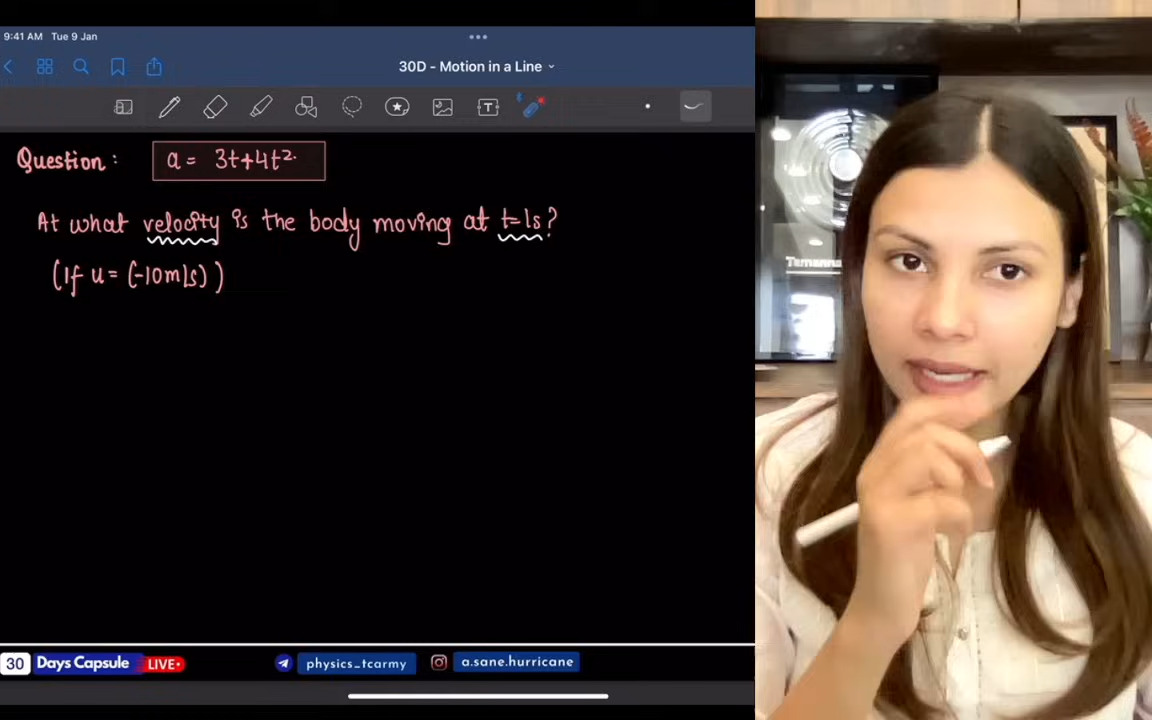 9:41 AM Tue 9 Jan
30D - Motion in a Line
Question: a = 3t+4t².
At what velocity is the body moving at t=1s?
(If u= (-10m/s))
30 Days Capsule LIVE
physics_tcarmy
a.sane.hurricane